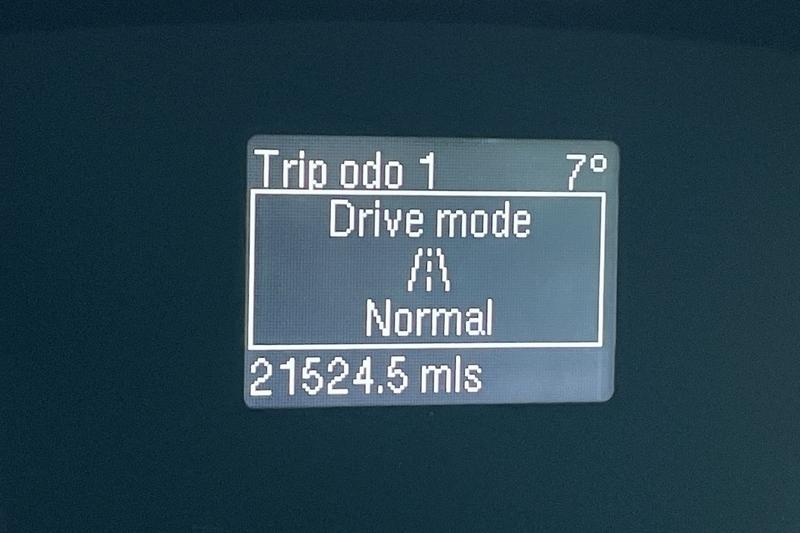 Trip odo 1 7°
Drive mode
Normal
21524.5 mls